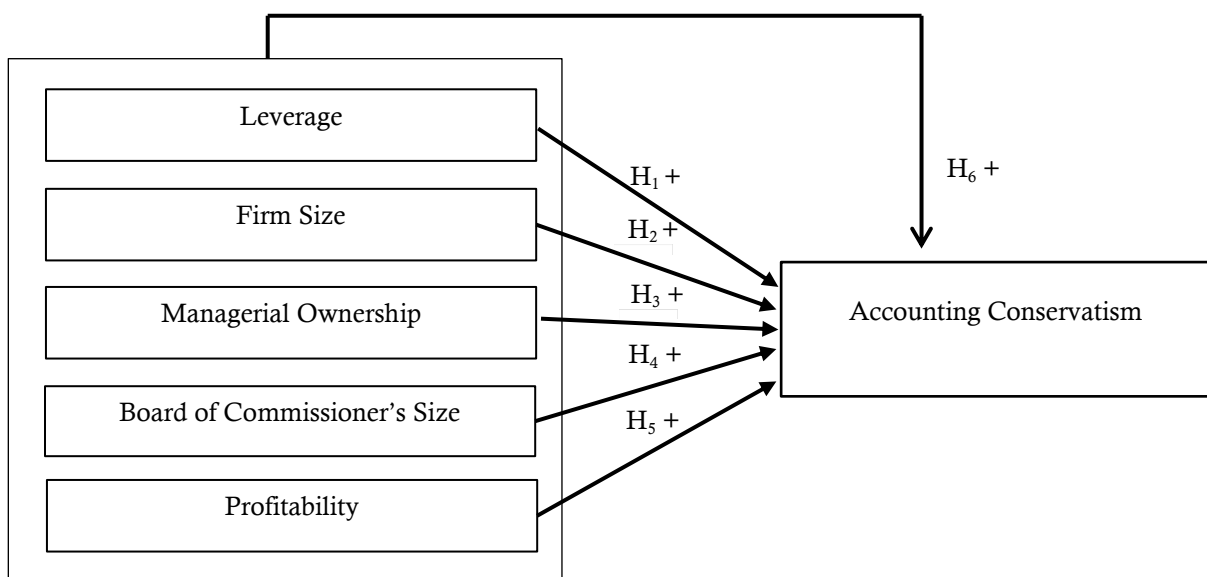 Leverage
H₁ +
H₆ +
Firm Size
H₂ +
Managerial Ownership
H₃ +
Accounting Conservatism
H₄ +
Board of Commissioner’s Size
H₅ +
Profitability